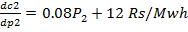 dc2/dp2 = 0.08P₂ + 12 Rs/Mwh